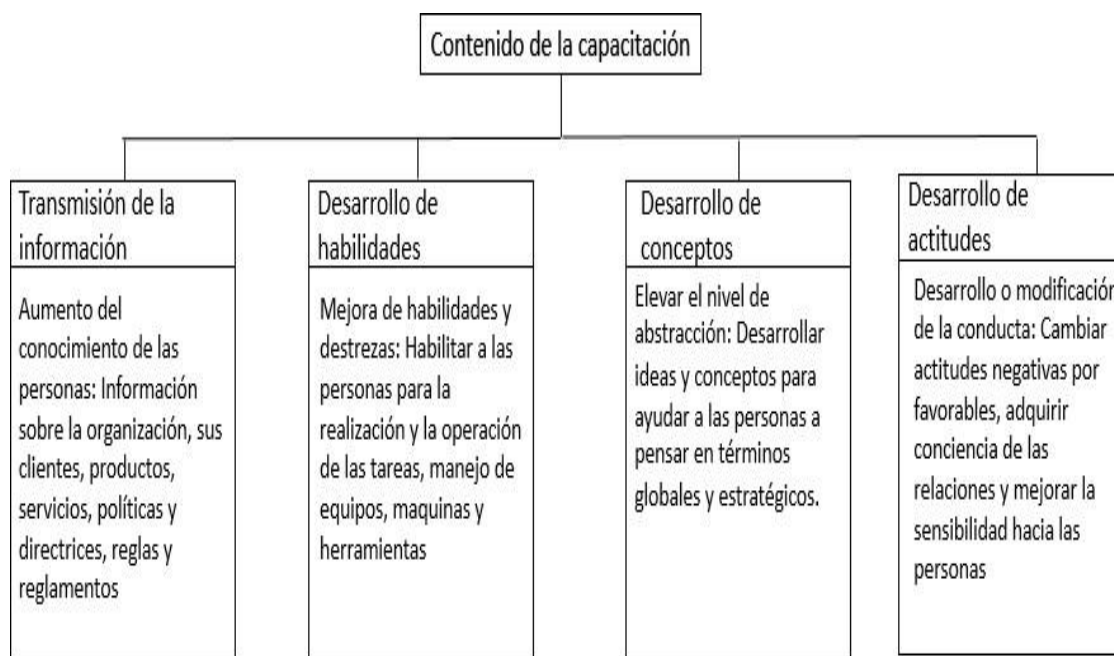 Contenido de la capacitación
Transmisión de la
información
Aumento del
conocimiento de las
personas: Información
sobre la organización, sus
clientes, productos,
servicios, políticas y
directrices, reglas y
reglamentos
Desarrollo de
habilidades
Mejora de habilidades y
destrezas: Habilitar a las
personas para la
realización y la operación
de las tareas, manejo de
equipos, maquinas y
herramientas
Desarrollo de
conceptos
Elevar el nivel de
abstracción: Desarrollar
ideas y conceptos para
ayudar a las personas a
pensar en términos
globales y estratégicos.
Desarrollo de
actitudes
Desarrollo o modificación
de la conducta: Cambiar
actitudes negativas por
favorables, adquirir
conciencia de las
relaciones y mejorar la
sensibilidad hacia las
personas